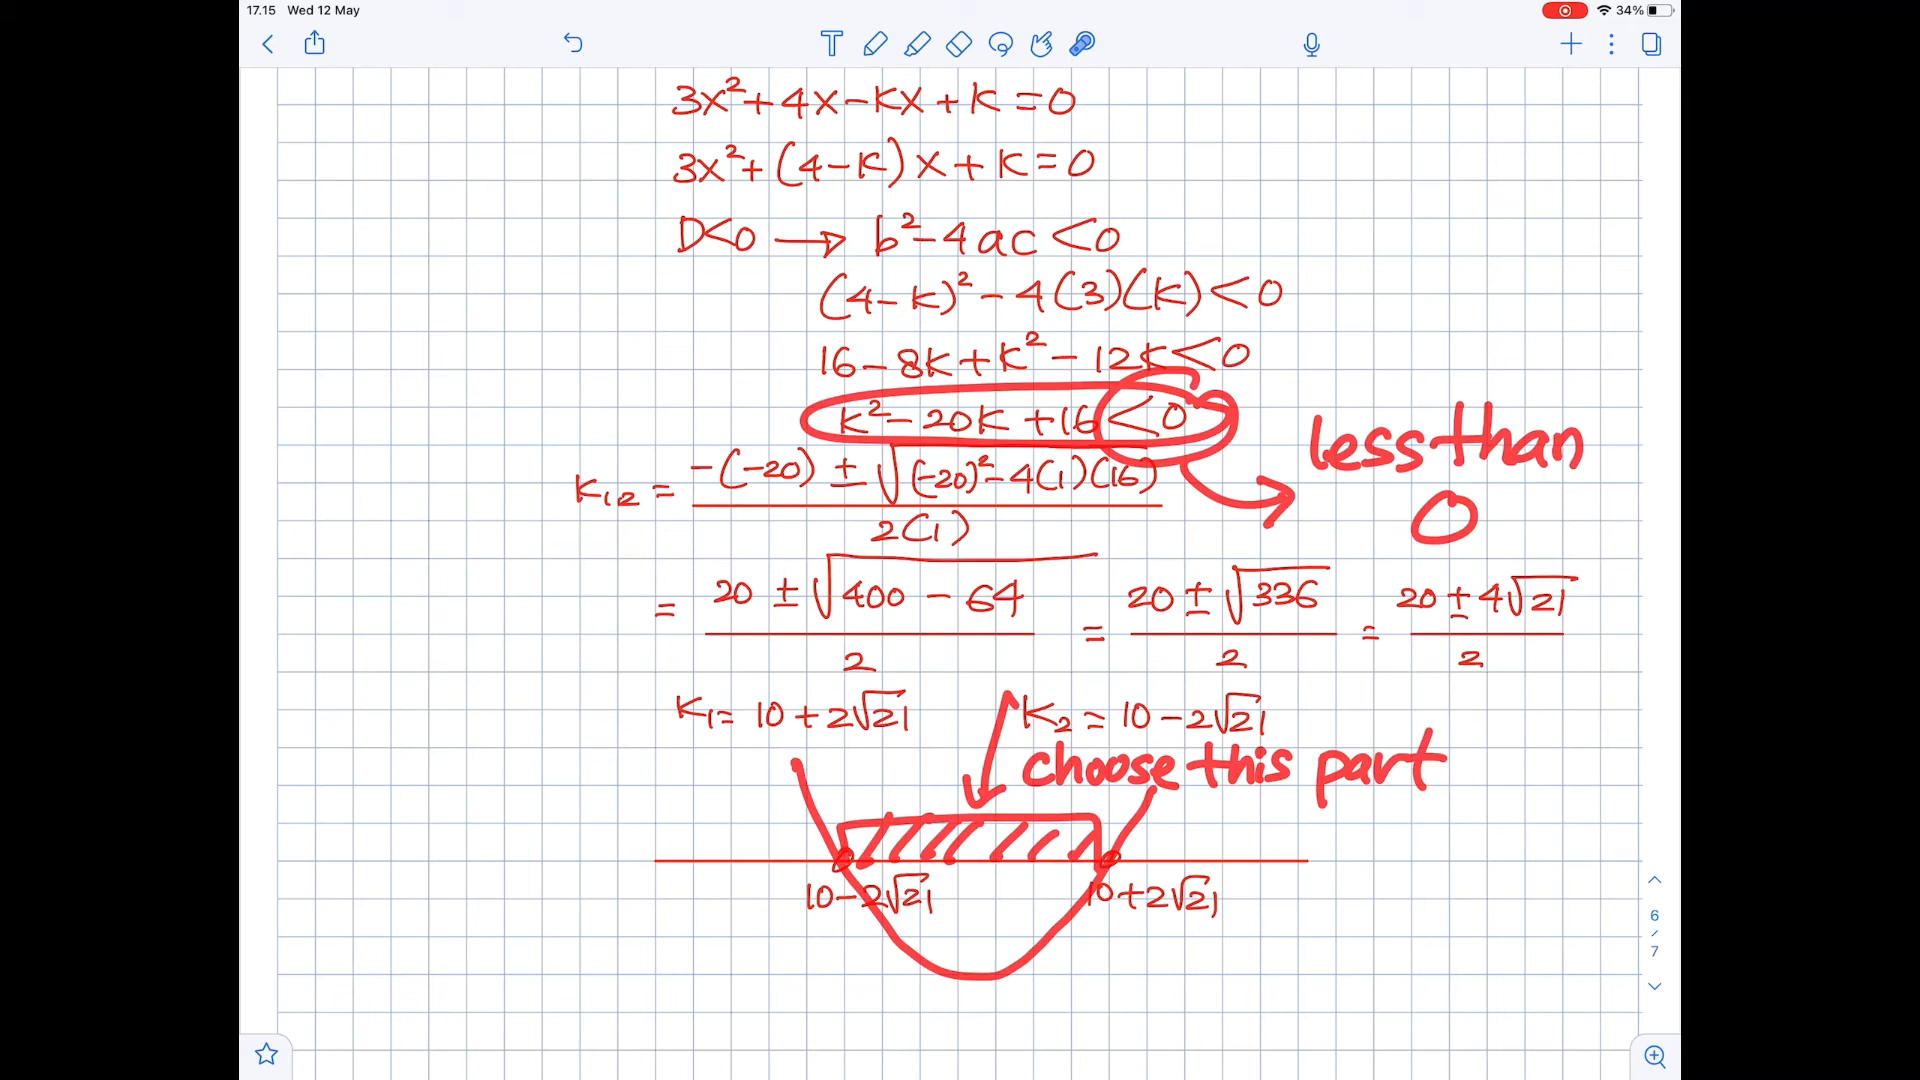 17.15 Wed 12 May
34%
3x²+4x-kx+k=0
3x²+(4-k)x+k=0
D<0 → b²-4ac<0
(4-k)²-4(3)(k)<0
16-8k+k²-12k<0
k²-20k+16<0
less than
0
k₁,₂ = (-(-20) ± √((-20)²-4(1)(16))) / 2(1)
= (20 ± √(400 - 64)) / 2 = (20 ± √336) / 2 = (20 ± 4√21) / 2
k₁ = 10+2√21 k₂ = 10-2√21
choose this part
10-2√21 10+2√21
6
7